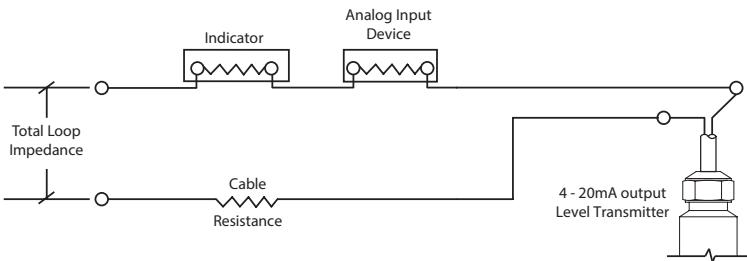 Analog Input
Device
Indicator
Total Loop
Impedance
Cable
Resistance
4 - 20mA output
Level Transmitter